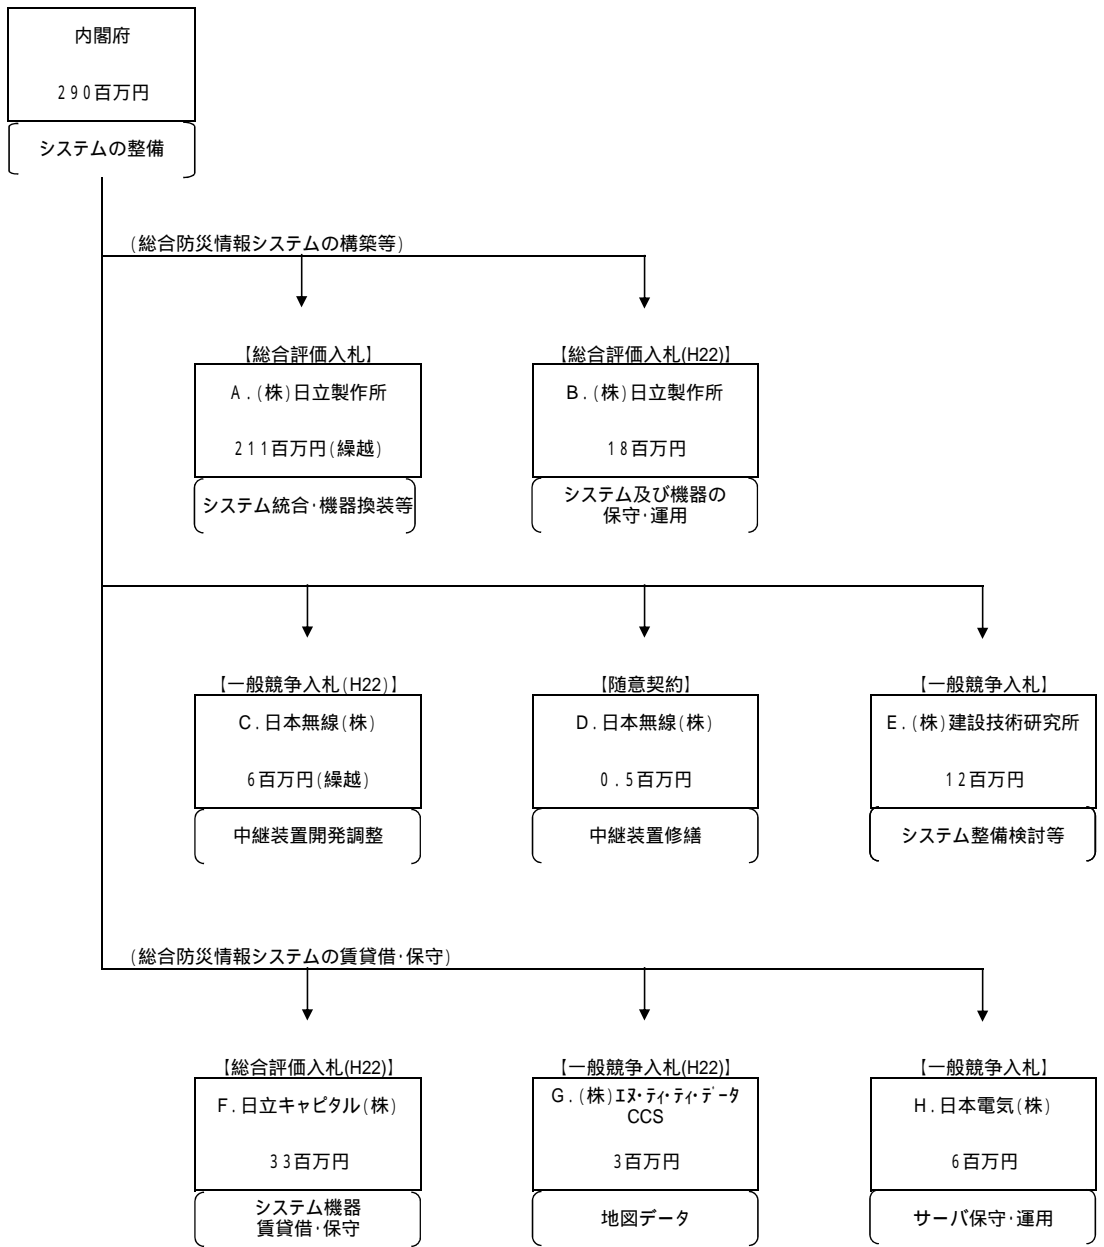 内閣府
290百万円
システムの整備
(総合防災情報システムの構築等)
【総合評価入札】
A.(株)日立製作所
211百万円(繰越)
システム統合・機器換装等
【総合評価入札(H22)】
B.(株)日立製作所
18百万円
システム及び機器の
保守・運用
【一般競争入札(H22)】
C.日本無線(株)
6百万円(繰越)
中継装置開発調整
【随意契約】
D.日本無線(株)
0.5百万円
中継装置修繕
【一般競争入札】
E.(株)建設技術研究所
12百万円
システム整備検討等
(総合防災情報システムの賃貸借・保守)
【総合評価入札(H22)】
F.日立キャピタル(株)
33百万円
システム機器
賃貸借・保守
【一般競争入札(H22)】
G.(株)エヌ・ティ・ティ・データ
CCS
3百万円
地図データ
【一般競争入札】
H.日本電気(株)
6百万円
サーバ保守・運用